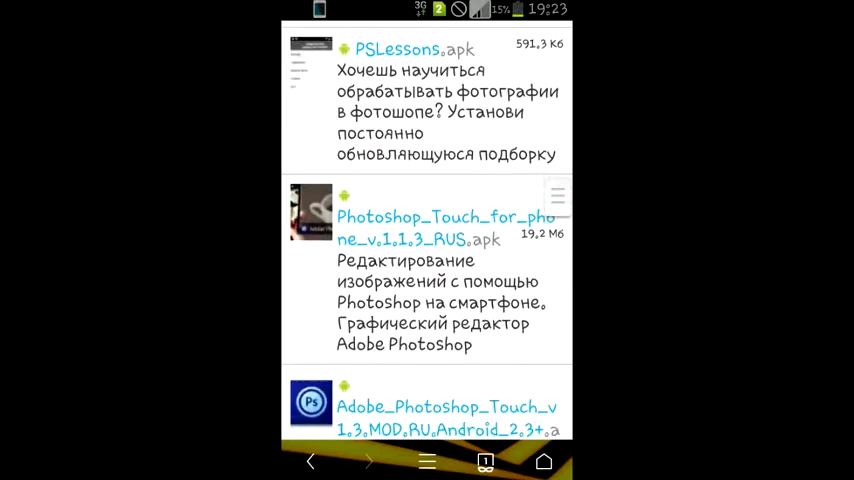 3G 2 15% 19:23
PSLessons.apk 591,3 Кб
Хочешь научиться
обрабатывать фотографии
в фотошопе? Установи
постоянно
обновляющуюся подборку
Photoshop_Touch_for_pho
ne_v.1.1.3_RUS.apk 19,2 Мб
Редактирование
изображений с помощью
Photoshop на смартфоне.
Графический редактор
Adobe Photoshop
Ps
Adobe_Photoshop_Touch_v
1.3.MOD.RU.Android_2.3+.a
1